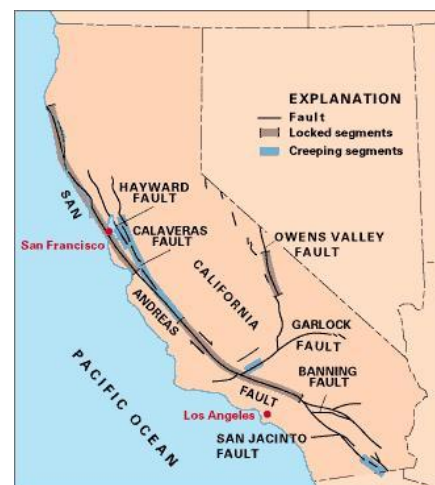 EXPLANATION
Fault
Locked segments
Creeping segments
SAN
HAYWARD
FAULT
CALAVERAS
FAULT
San Francisco
OWENS VALLEY
FAULT
CALIFORNIA
ANDREAS
GARLOCK
FAULT
BANNING
FAULT
FAULT
PACIFIC OCEAN
Los Angeles
SAN JACINTO
FAULT